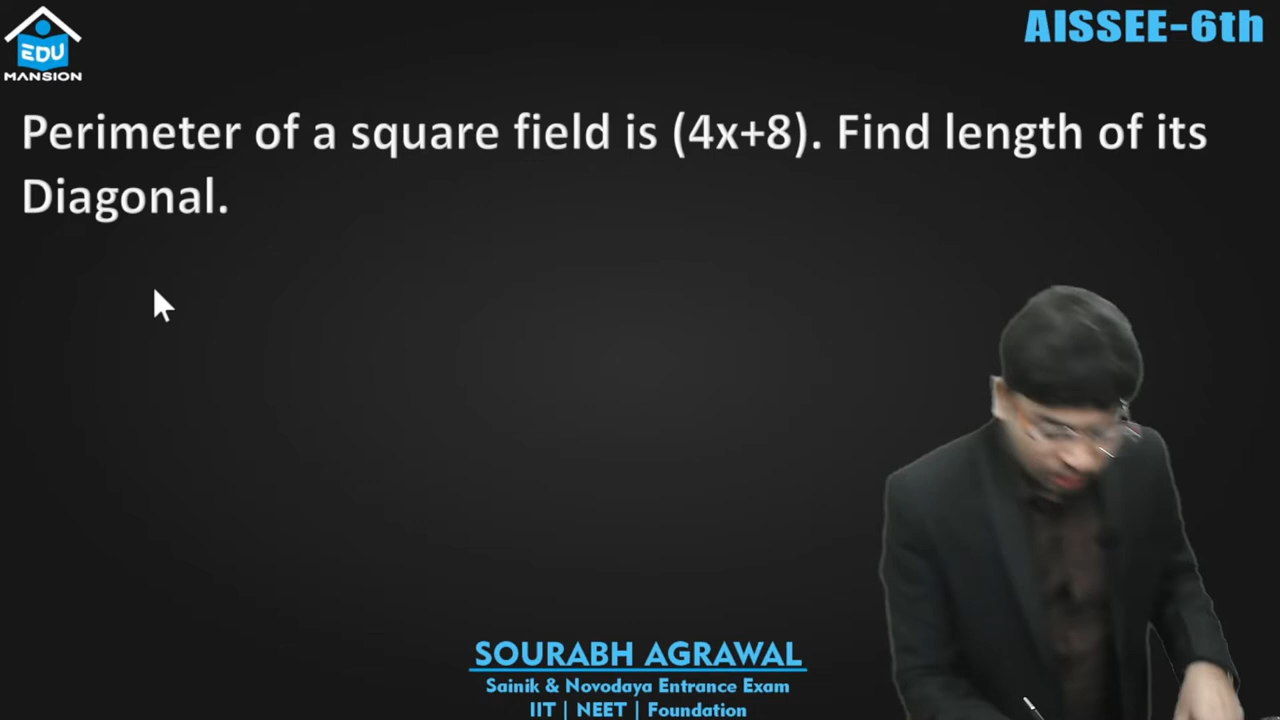 EDU
MANSION
AISSEE-6th
Perimeter of a square field is (4x+8). Find length of its
Diagonal.
SOURABH AGRAWAL
Sainik & Novodaya Entrance Exam
IIT | NEET | Foundation